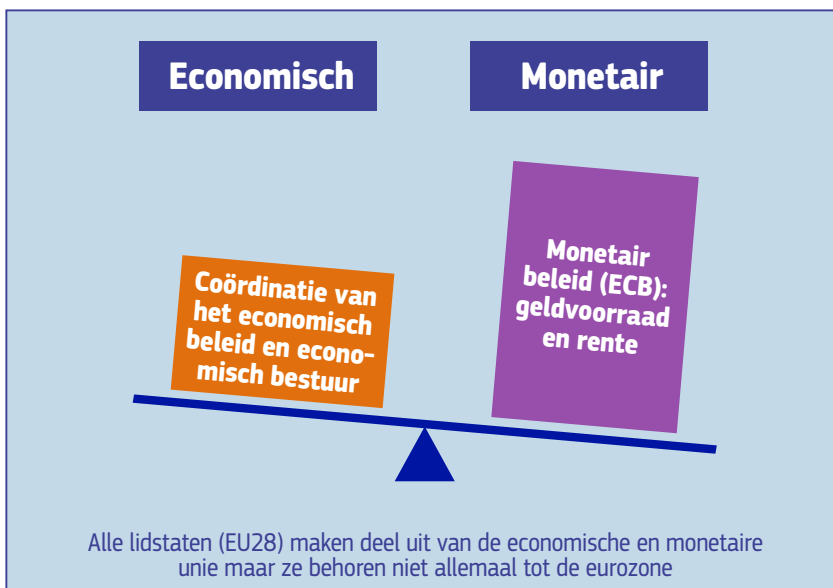 Economisch
Monetair
Coördinatie van
het economisch
beleid en econo-
misch bestuur
Monetair
beleid (ECB):
geldvoorraad
en rente
Alle lidstaten (EU28) maken deel uit van de economische en monetaire
unie maar ze behoren niet allemaal tot de eurozone